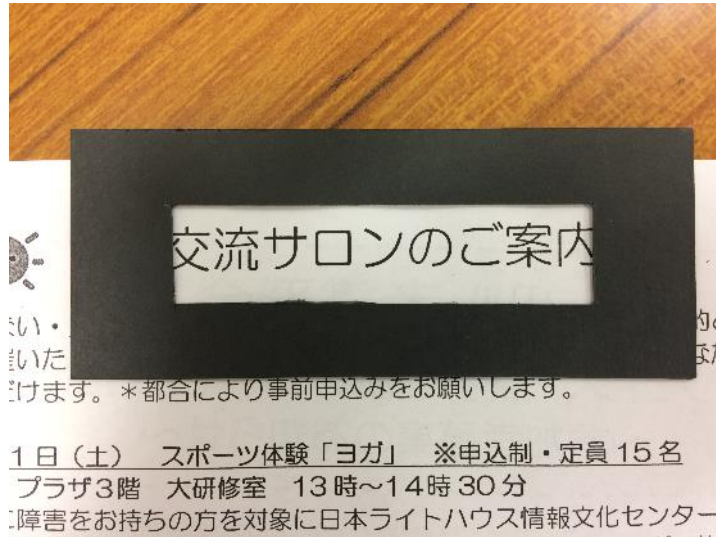 交流サロンのご案内
い・
いた
だけます。＊都合により事前申込みをお願いします。
1日（土） スポーツ体験「ヨガ」 ※申込制・定員15名
プラザ3階 大研修室 13時～14時30分
障害をお持ちの方を対象に日本ライトハウス情報文化センター